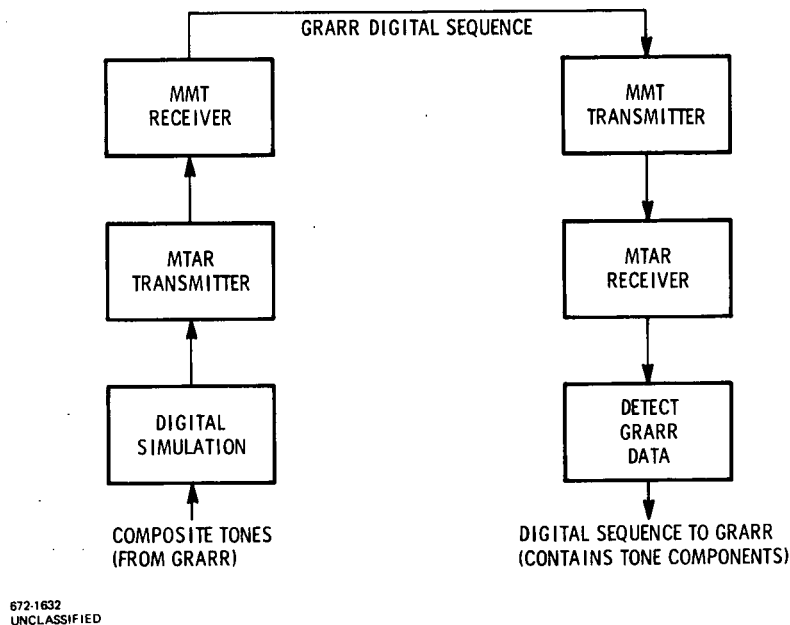 GRARR DIGITAL SEQUENCE
MMT
RECEIVER
MMT
TRANSMITTER
MTAR
TRANSMITTER
MTAR
RECEIVER
DIGITAL
SIMULATION
DETECT
GRARR
DATA
COMPOSITE TONES
(FROM GRARR)
DIGITAL SEQUENCE TO GRARR
(CONTAINS TONE COMPONENTS)
672-1632
UNCLASSIFIED